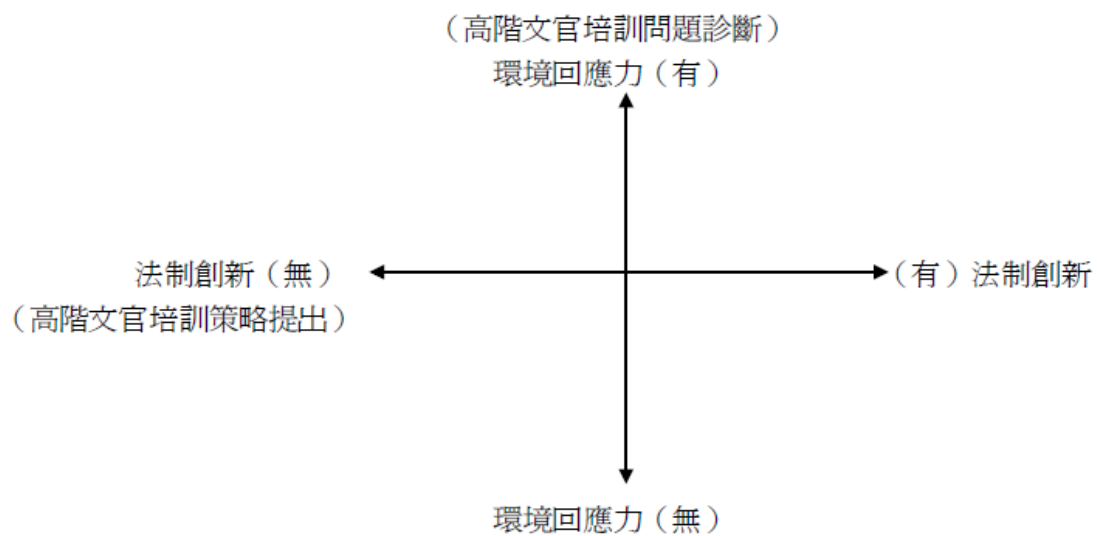 （高階文官培訓問題診斷）
環境回應力（有）
法制創新（無）
（有）法制創新
（高階文官培訓策略提出）
環境回應力（無）